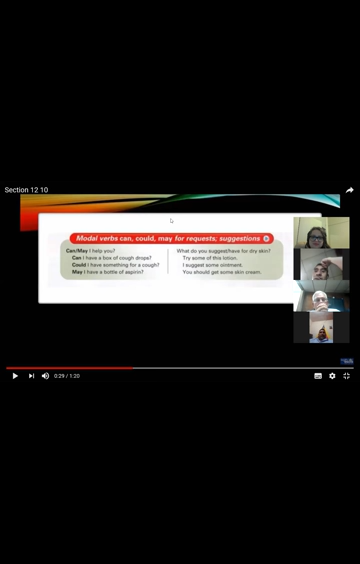 Section 12 10
Modal verbs can, could, may for requests; suggestions
Can/May I help you?
Can I have a box of cough drops?
Could I have something for a cough?
May I have a bottle of aspirin?
What do you suggest/have for dry skin?
Try some of this lotion.
I suggest some ointment.
You should get some skin cream.
0:29 / 1:20